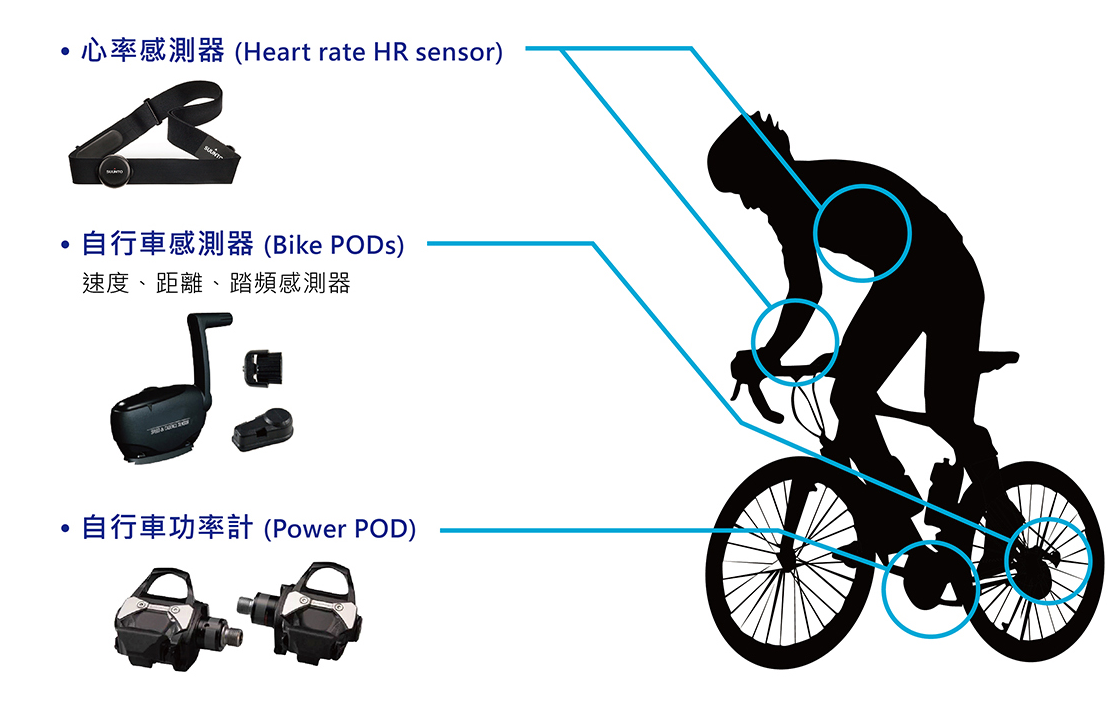 • 心率感測器 (Heart rate HR sensor)
SUUNTO
SUUNTO
• 自行車感測器 (Bike PODs)
速度、距離、踏頻感測器
SPEED & CADENCE SENSOR
• 自行車功率計 (Power POD)